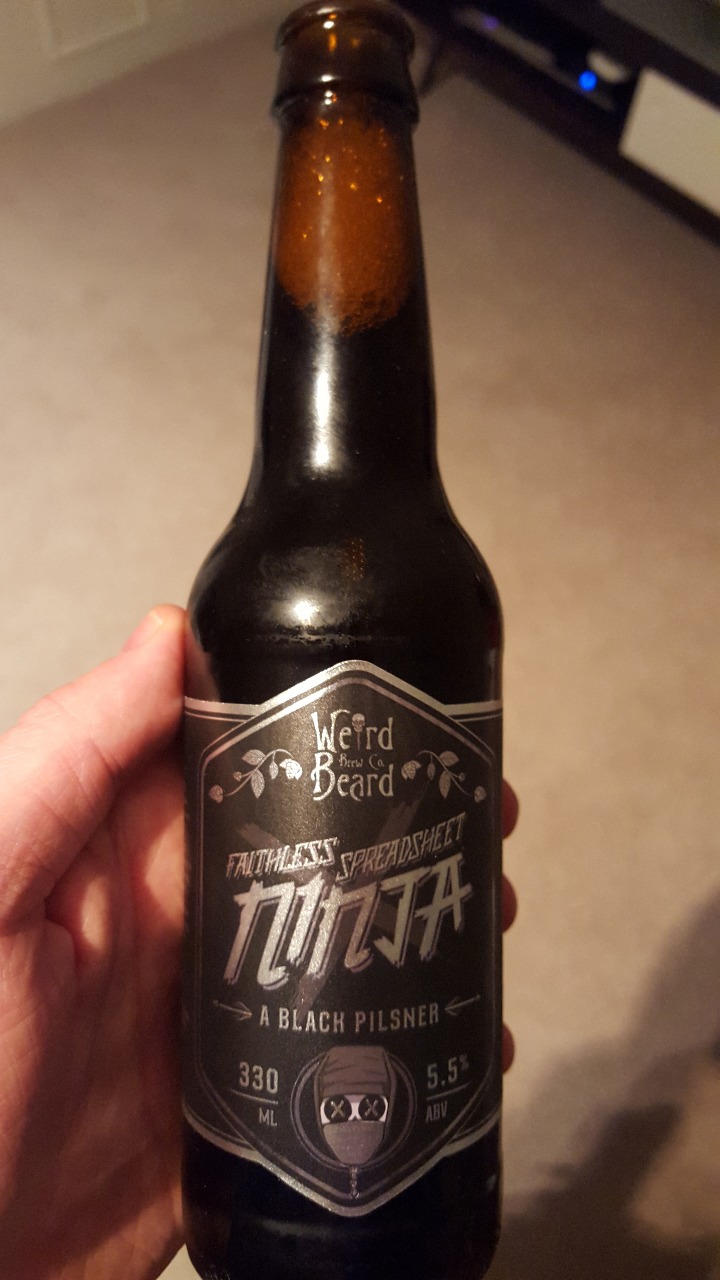 Weird
Brew Co.
Beard
FAITHLESS SPREADSHEET
NINJA
A BLACK PILSNER
330
ML
5.5%
ABV